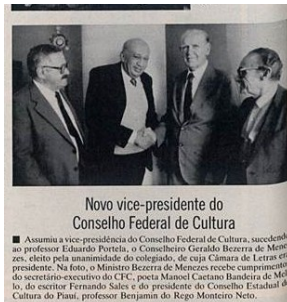 Novo vice-presidente do
Conselho Federal de Cultura
■ Assumiu a vice-presidência do Conselho Federal de Cultura, sucedendo
ao professor Eduardo Portela, o Conselheiro Geraldo Bezerra de Mene-
zes, eleito pela unanimidade do colegiado, de cuja Câmara de Letras era
presidente. Na foto, o Ministro Bezerra de Menezes recebe cumprimento
do secretário-executivo do CFC, poeta Manoel Caetano Bandeira de Mel-
lo, do escritor Fernando Sales e do presidente do Conselho Estadual de
Cultura do Piauí, professor Benjamin do Rego Monteiro Neto.